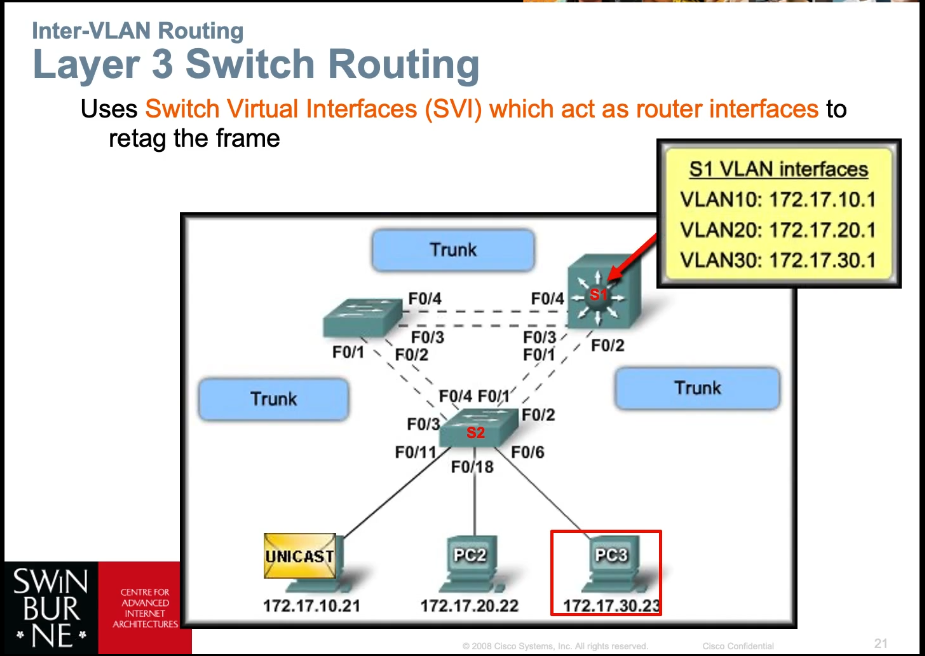 Inter-VLAN Routing
Layer 3 Switch Routing
Uses Switch Virtual Interfaces (SVI) which act as router interfaces to
retag the frame
S1 VLAN interfaces
VLAN10: 172.17.10.1
VLAN20: 172.17.20.1
VLAN30: 172.17.30.1
Trunk
F0/4
F0/4
S1
F0/3
F0/3
F0/1
F0/2
F0/1
F0/2
Trunk
Trunk
F0/4
F0/1
F0/3
F0/2
S2
F0/11
F0/6
F0/18
UNICAST
PC2
PC3
172.17.10.21
172.17.20.22
172.17.30.23
SWIN
BUR
* NE *
CENTRE FOR
ADVANCED
INTERNET
ARCHITECTURES
© 2008 Cisco Systems, Inc. All rights reserved.
Cisco Confidential
21